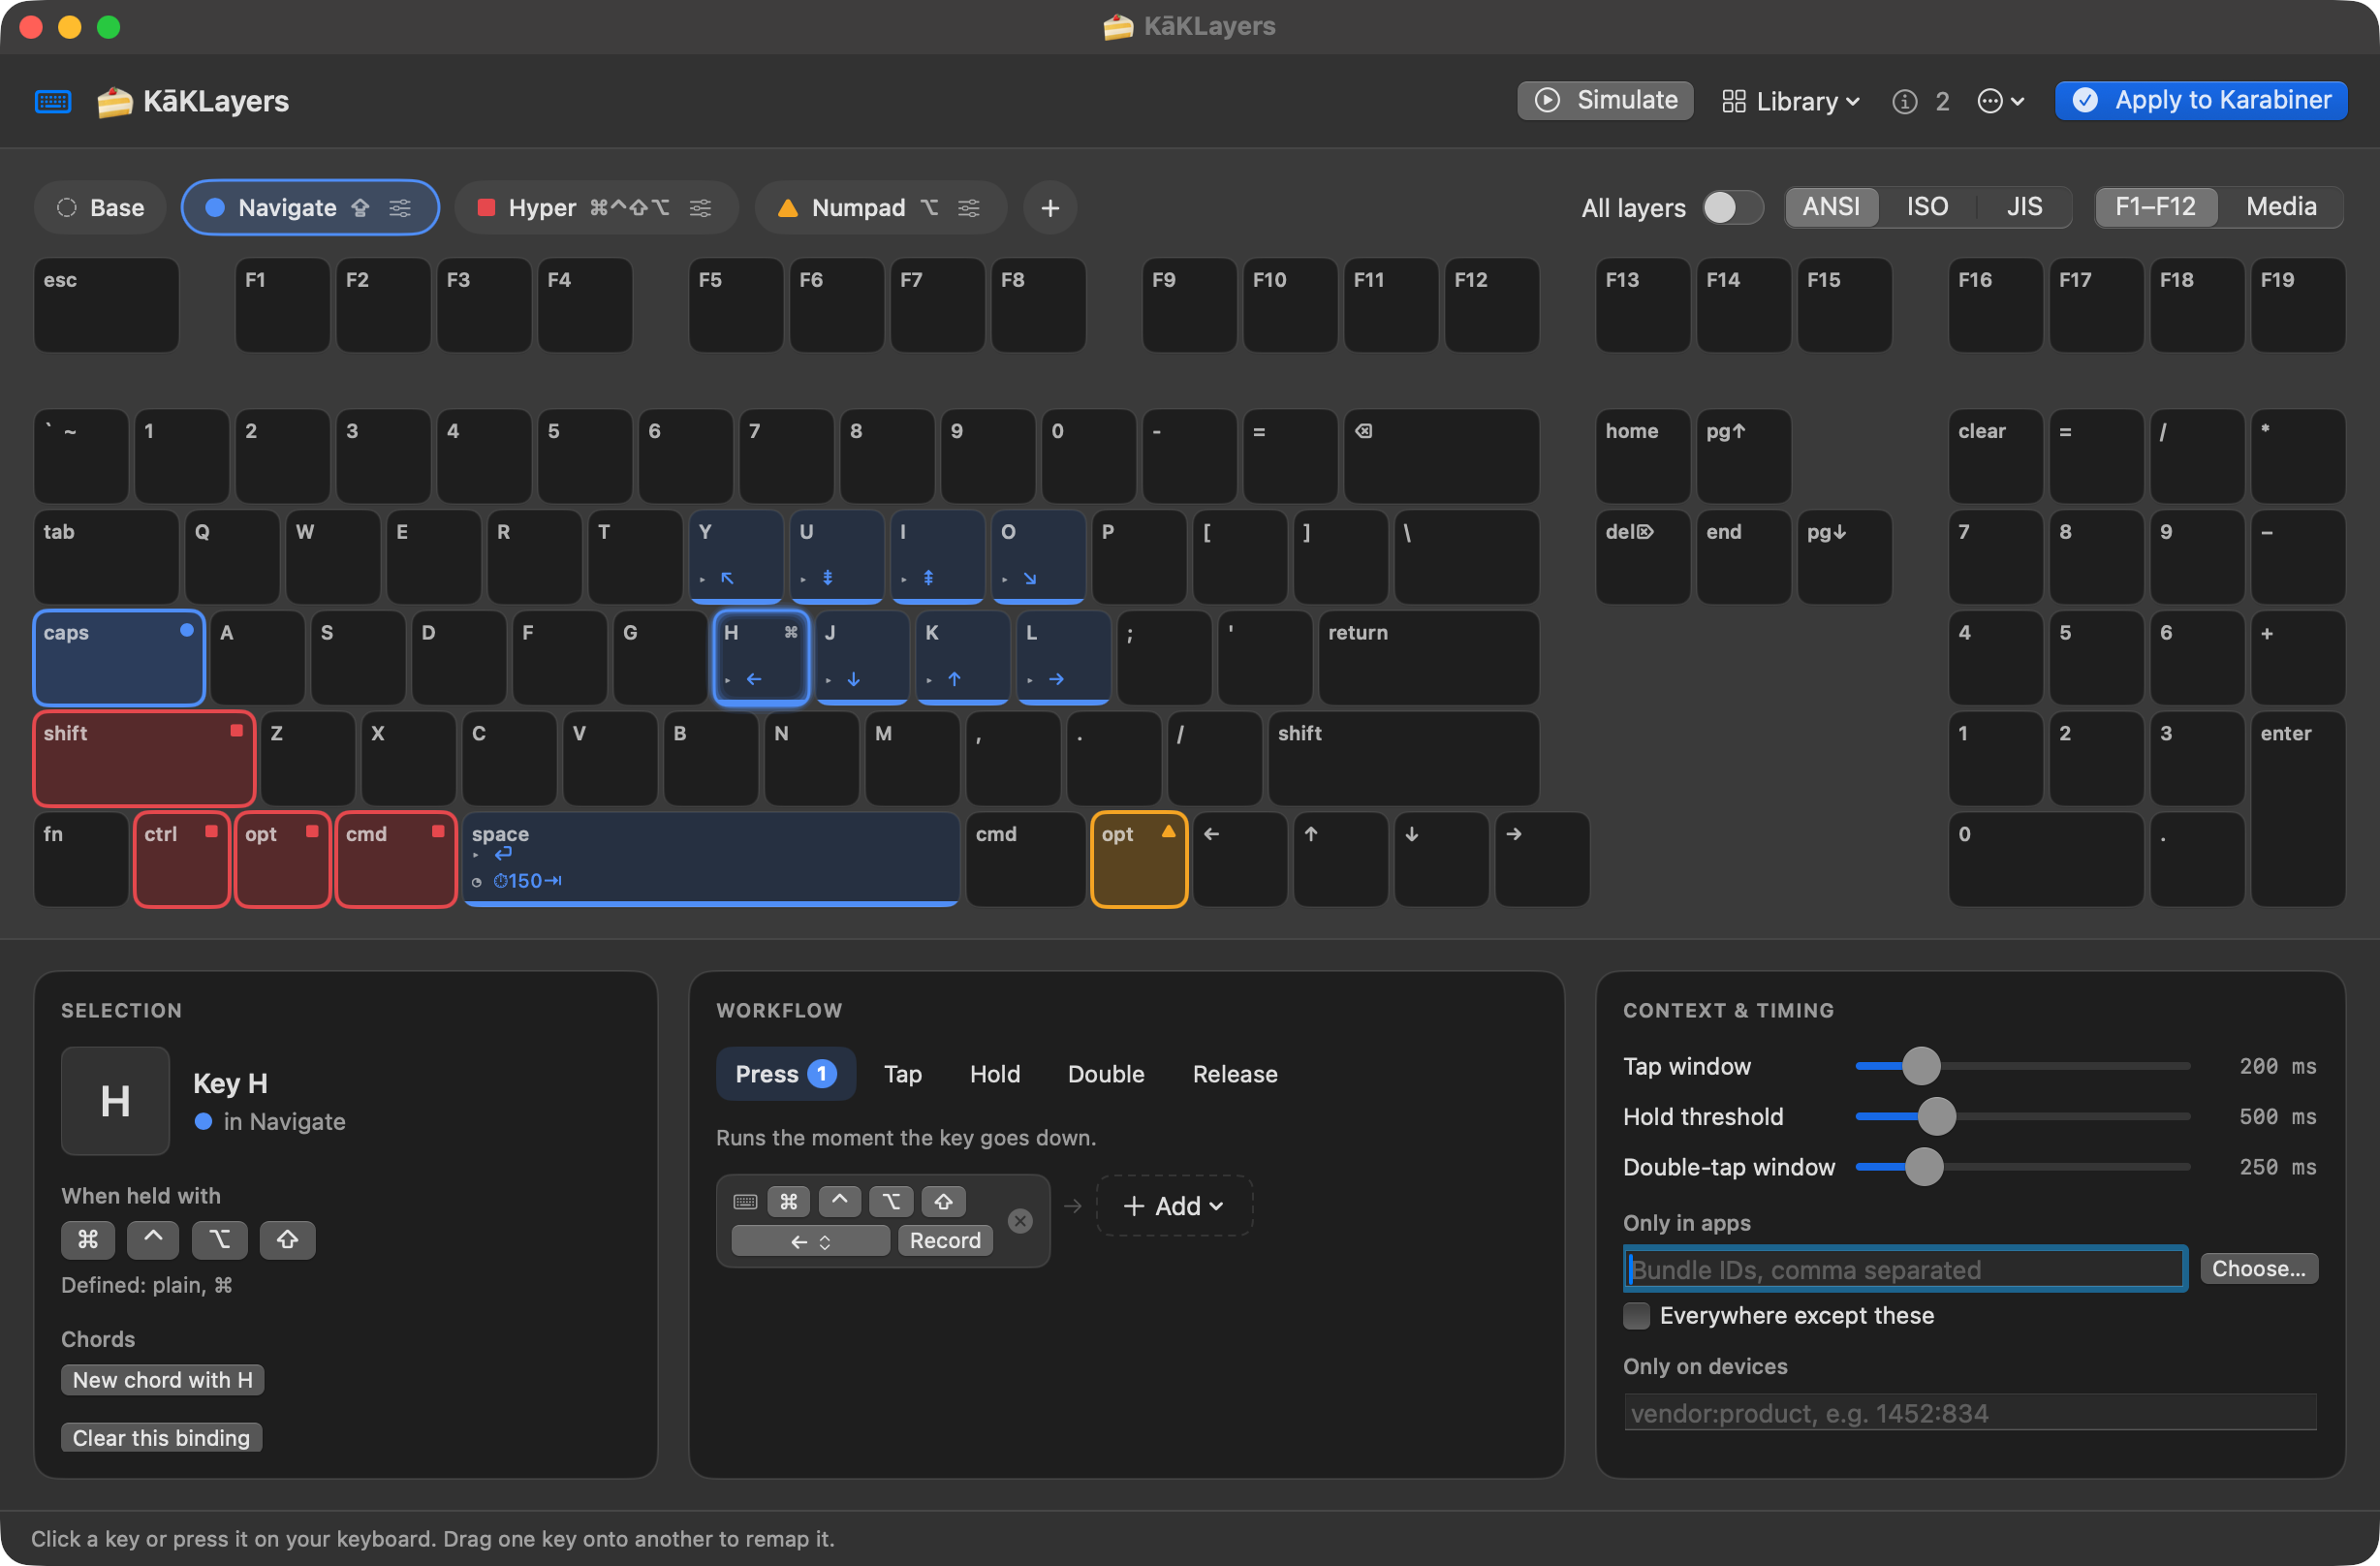 🍰 KāKLayers
🍰 KāKLayers Simulate Library 2 Apply to Karabiner
Base Navigate ⇪ Hyper ⌘⌃⇧⌥ Numpad ⌥ + All layers ANSI ISO JIS F1–F12 Media
esc F1 F2 F3 F4 F5 F6 F7 F8 F9 F10 F11 F12 F13 F14 F15 F16 F17 F18 F19
` ~ 1 2 3 4 5 6 7 8 9 0 - = ⌫ home pg↑ clear = / *
tab Q W E R T Y U I O P [ ] \ del⌦ end pg↓ 7 8 9 −
▸ ↖ ▸ ⇟ ▸ ⇞ ▸ ↘
caps A S D F G H ⌘ J K L ; ' return 4 5 6 +
▸ ← ▸ ↓ ▸ ↑ ▸ →
shift Z X C V B N M , . / shift 1 2 3 enter
fn ctrl opt cmd space cmd opt ← ↑ ↓ → 0 .
▸ ↩
◔ ⏱150⇥
SELECTION
H
Key H
in Navigate
When held with
⌘ ⌃ ⌥ ⇧
Defined: plain, ⌘
Chords
New chord with H
Clear this binding
WORKFLOW
Press 1 Tap Hold Double Release
Runs the moment the key goes down.
⌘ ⌃ ⌥ ⇧
← Record
→ + Add
CONTEXT & TIMING
Tap window 200 ms
Hold threshold 500 ms
Double-tap window 250 ms
Only in apps
Bundle IDs, comma separated Choose…
Everywhere except these
Only on devices
vendor:product, e.g. 1452:834
Click a key or press it on your keyboard. Drag one key onto another to remap it.